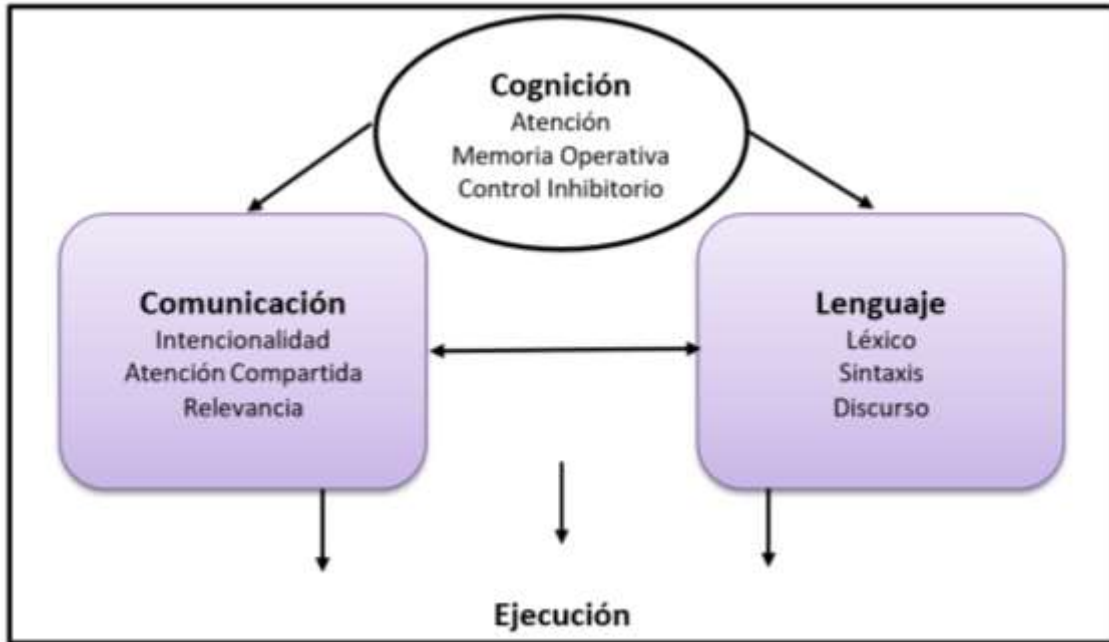 Cognición
Atención
Memoria Operativa
Control Inhibitorio
Comunicación
Intencionalidad
Atención Compartida
Relevancia
Lenguaje
Léxico
Sintaxis
Discurso
Ejecución